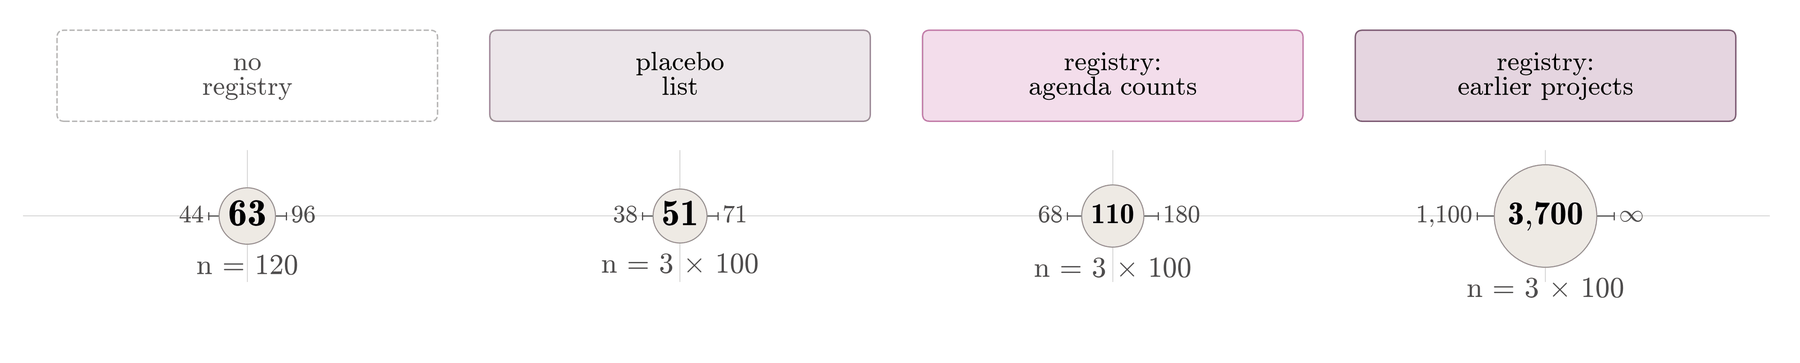 no
registry
placebo
list
registry:
agenda counts
registry:
earlier projects
44 63 96
38 51 71
68 110 180
1,100 3,700 ∞
n = 120
n = 3 × 100
n = 3 × 100
n = 3 × 100